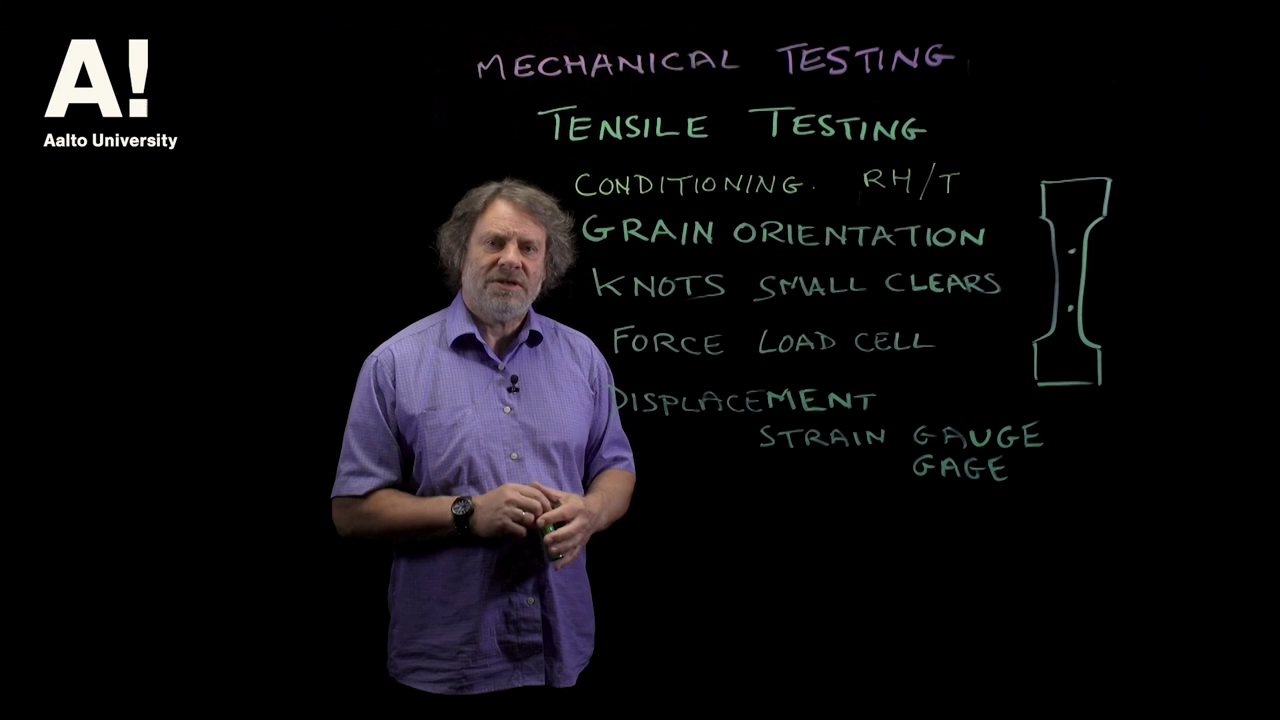 A!
Aalto University
MECHANICAL TESTING
TENSILE TESTING
CONDITIONING. RH/T
GRAIN ORIENTATION
KNOTS SMALL CLEARS
FORCE LOAD CELL
DISPLACEMENT
STRAIN GAUGE
GAGE